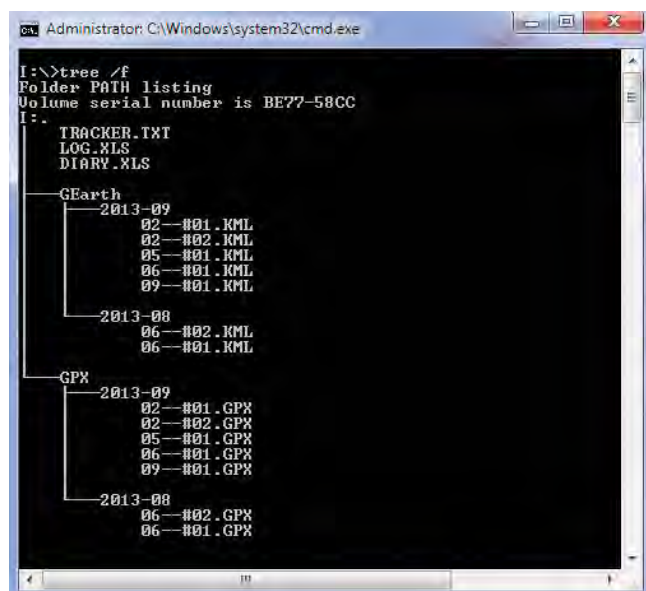 Administrator: C:\Windows\system32\cmd.exe
I:\>tree /f
Folder PATH listing
Volume serial number is BE77-58CC
I:.
TRACKER.TXT
LOG.XLS
DIARY.XLS
GEarth
2013-09
02--#01.KML
02--#02.KML
05--#01.KML
06--#01.KML
09--#01.KML
2013-08
06--#02.KML
06--#01.KML
GPX
2013-09
02--#01.GPX
02--#02.GPX
05--#01.GPX
06--#01.GPX
09--#01.GPX
2013-08
06--#02.GPX
06--#01.GPX